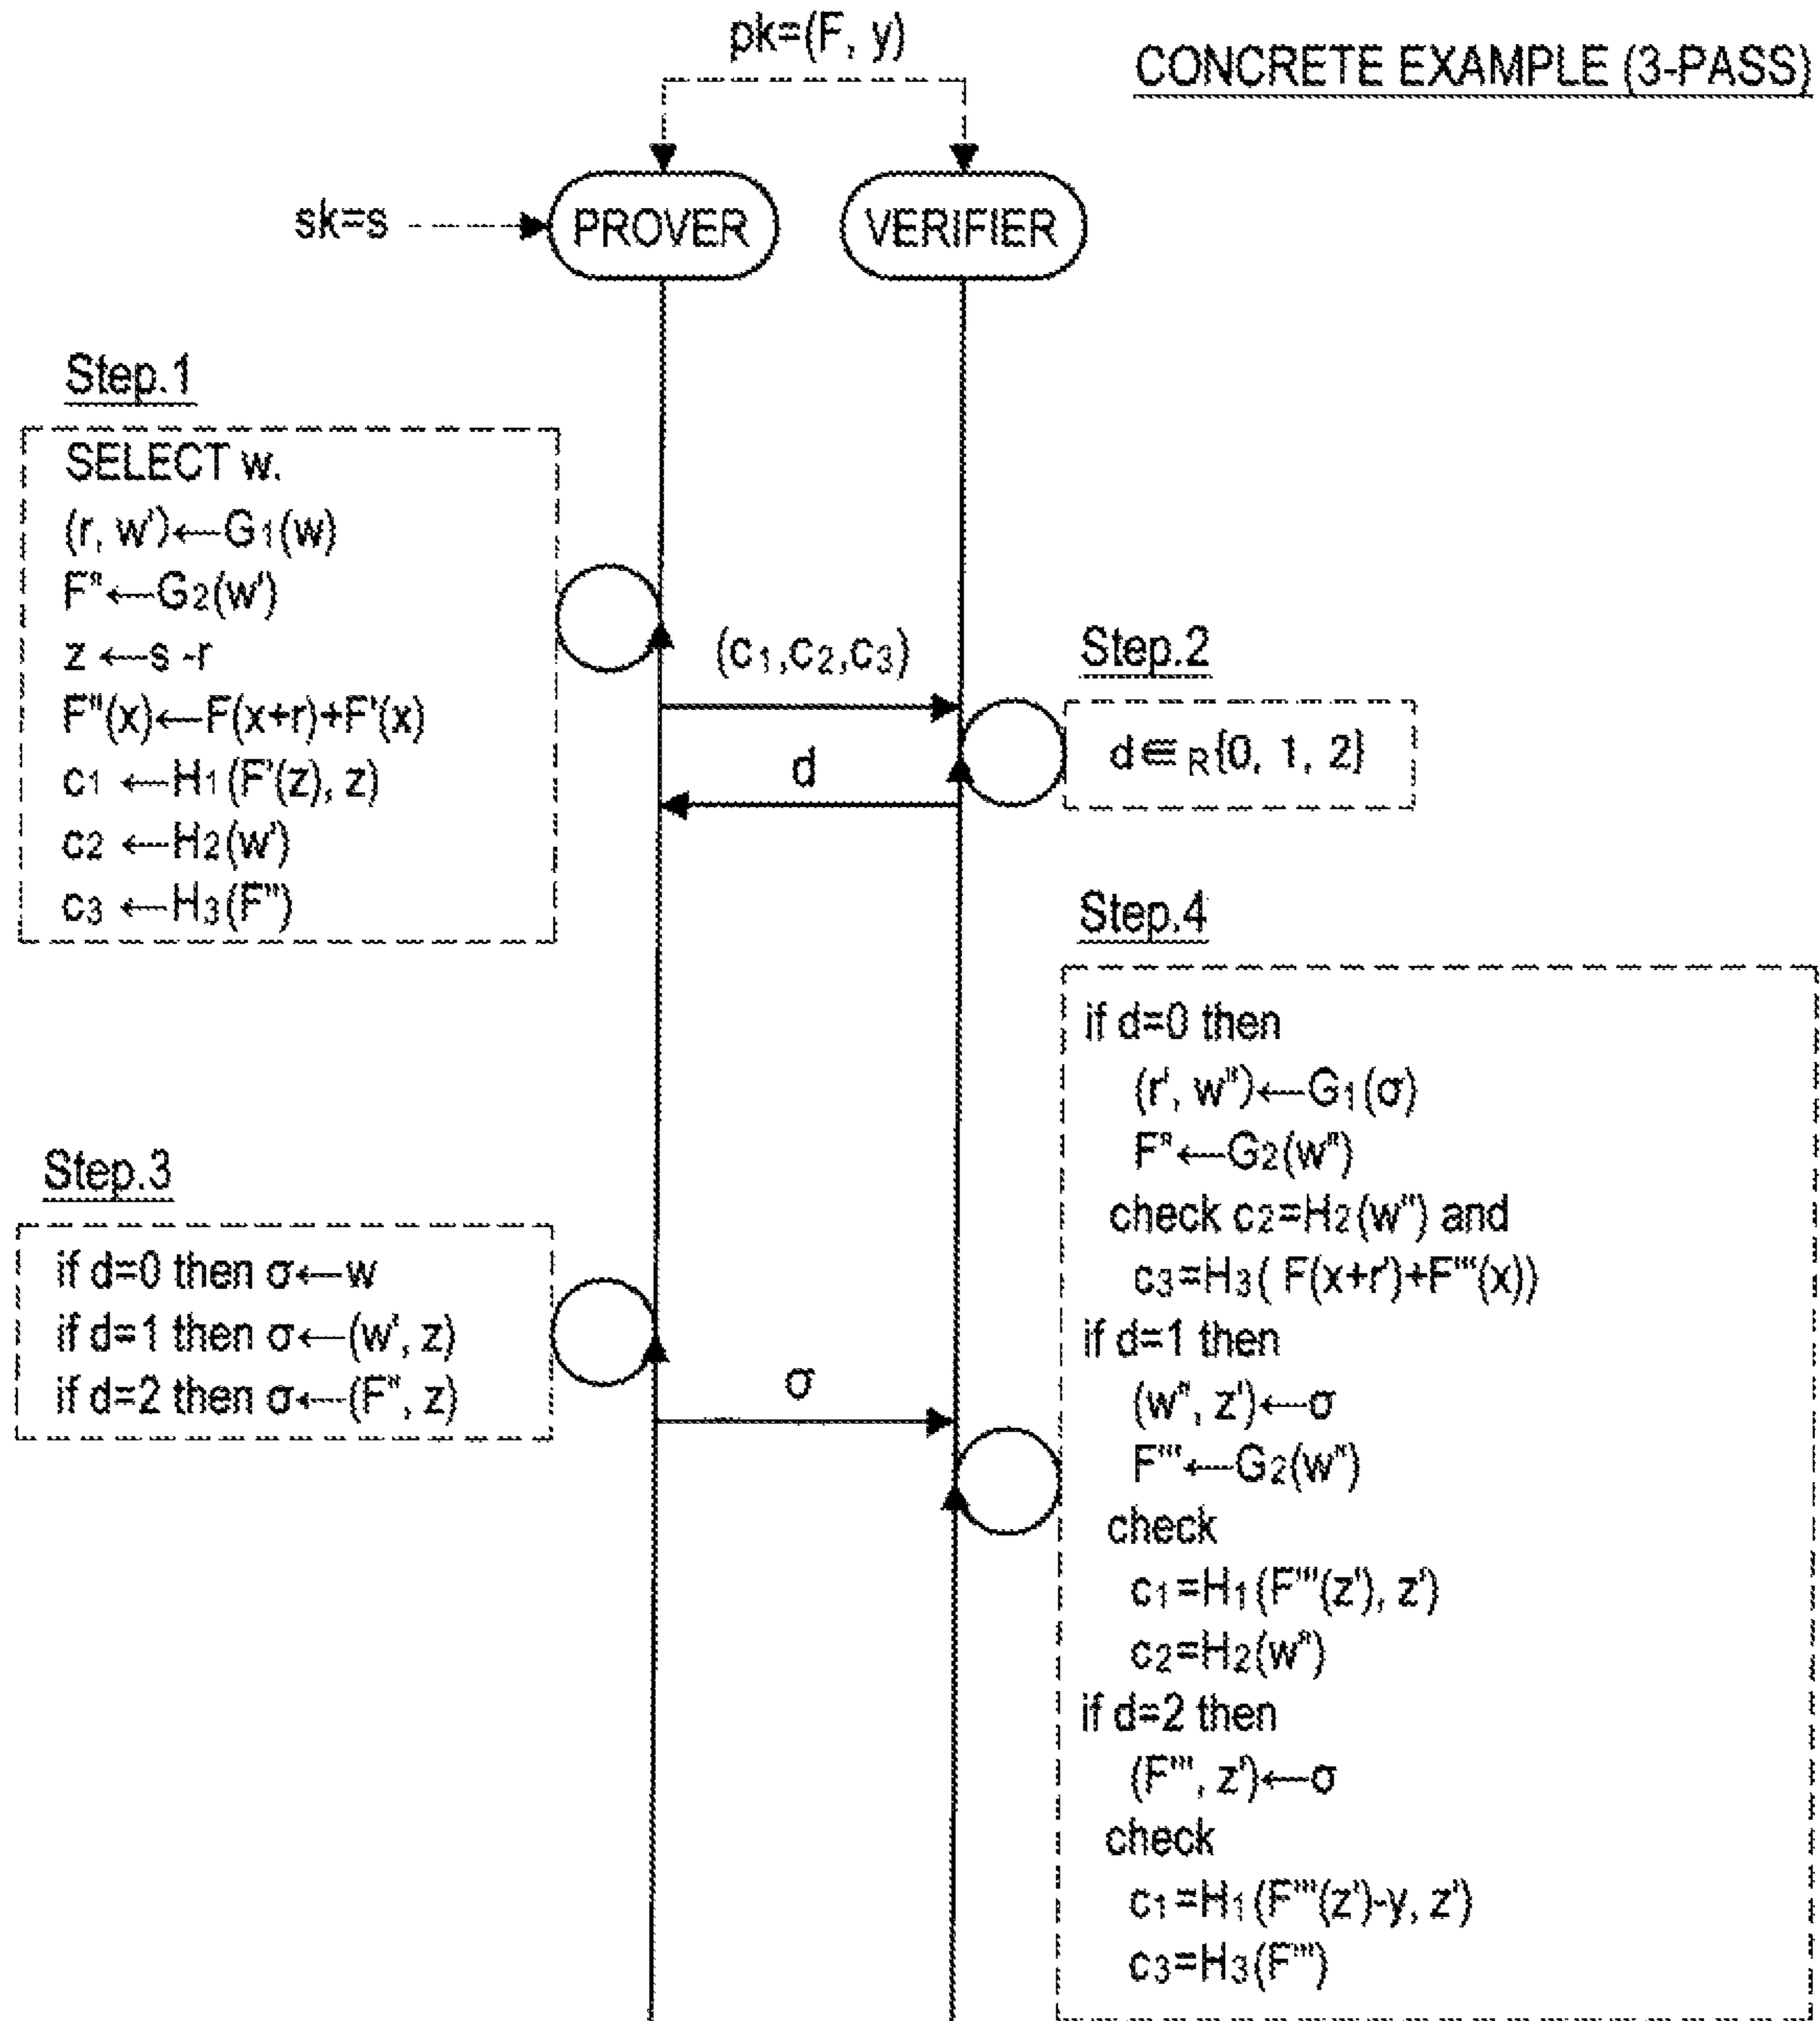 pk=(F, y)
CONCRETE EXAMPLE (3-PASS)
sk=s
PROVER
VERIFIER
Step.1
SELECT w.
(r, w')←G₁(w)
F"←G₂(w')
z←s-r
F"(x)←F(x+r)+F'(x)
c₁←H₁(F'(z), z)
c₂←H₂(w')
c₃←H₃(F")
(c₁,c₂,c₃)
Step.2
d∈R{0, 1, 2}
d
Step.3
if d=0 then σ←w
if d=1 then σ←(w', z)
if d=2 then σ←(F", z)
σ
Step.4
if d=0 then
(r', w")←G₁(σ)
F"←G₂(w")
check c₂=H₂(w") and
c₃=H₃( F(x+r')+F'''(x))
if d=1 then
(w", z')←σ
F'''←G₂(w")
check
c₁=H₁(F'''(z'), z')
c₂=H₂(w")
if d=2 then
(F''', z')←σ
check
c₁=H₁(F'''(z')-y, z')
c₃=H₃(F''')